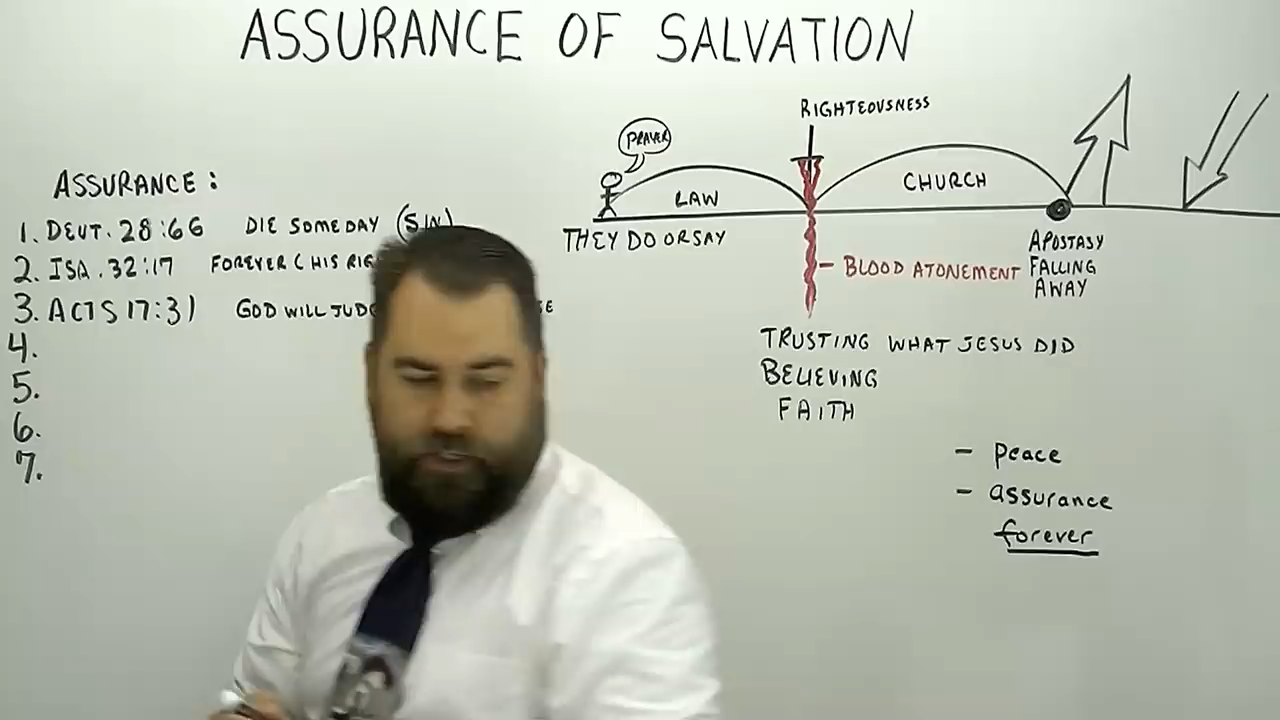 ASSURANCE OF SALVATION
ASSURANCE:
1. DEUT. 28:66 DIE SOMEDAY (SIN)
2. ISA. 32:17 FOREVER C HIS
3. ACTS 17:31 GOD WILL
4.
5.
6.
7.
PRAYER
LAW
THEY DO OR SAY
RIGHTEOUSNESS
CHURCH
BLOOD ATONEMENT
APOSTASY
FALLING
AWAY
TRUSTING WHAT JESUS DID
BELIEVING
FAITH
- peace
- assurance
forever